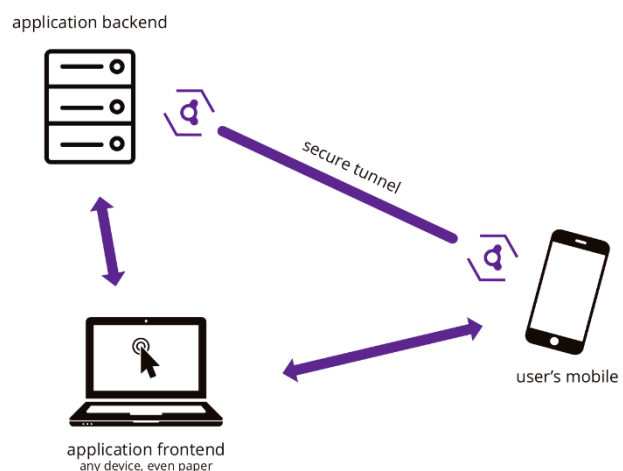 application backend
secure tunnel
user's mobile
application frontend
any device, even paper